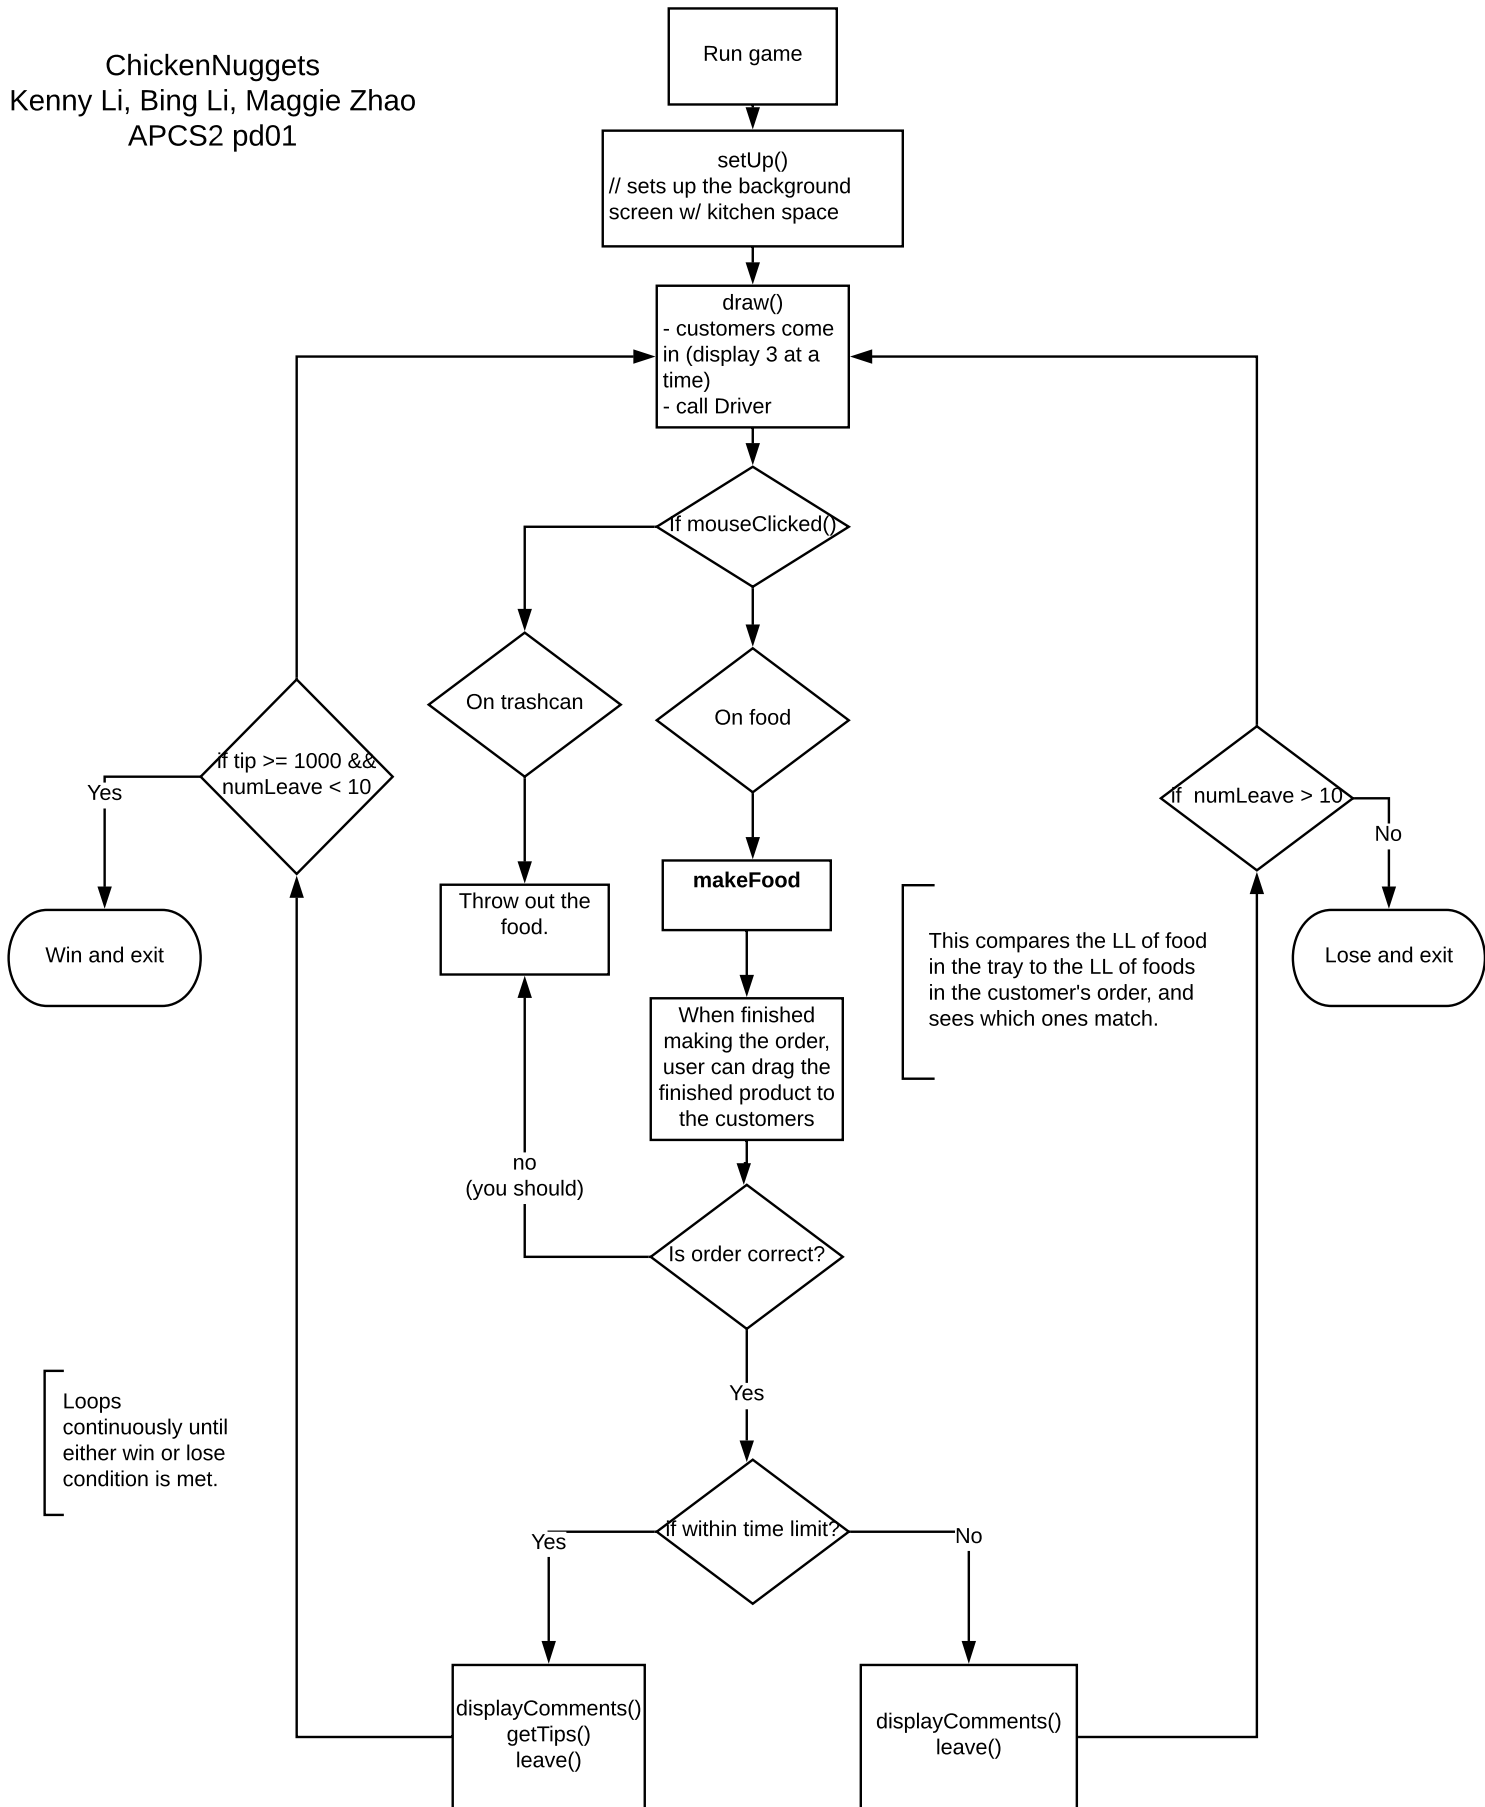 ChickenNuggets
Kenny Li, Bing Li, Maggie Zhao
APCS2 pd01
Run game
setUp()
// sets up the background
screen w/ kitchen space
draw()
- customers come
in (display 3 at a
time)
- call Driver
If mouseClicked()
On trashcan
On food
if tip >= 1000 &&
numLeave < 10
Yes
Win and exit
if  numLeave > 10
No
Lose and exit
Throw out the
food.
makeFood
This compares the LL of food
in the tray to the LL of foods
in the customer's order, and
sees which ones match.
When finished
making the order,
user can drag the
finished product to
the customers
no
(you should)
Is order correct?
Yes
Loops
continuously until
either win or lose
condition is met.
if within time limit?
Yes
No
displayComments()
getTips()
leave()
displayComments()
leave()